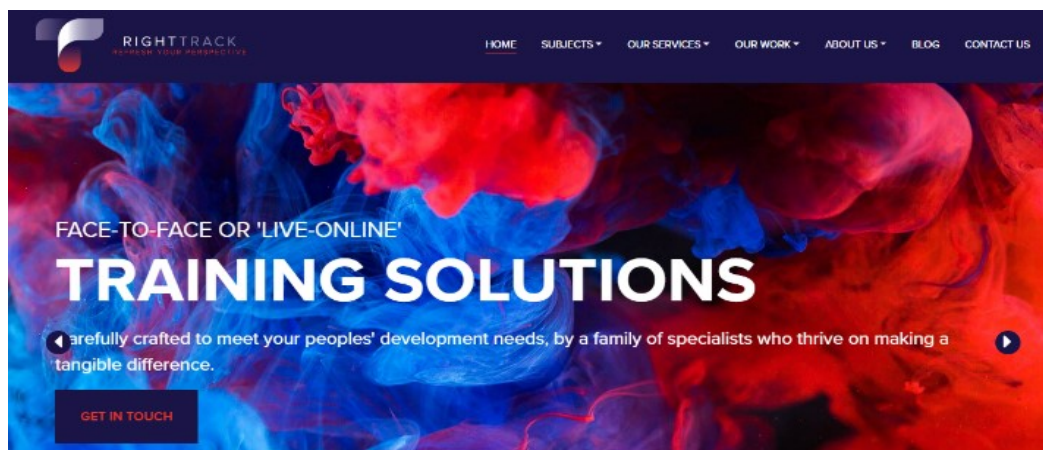 RIGHTTRACK
REFRESH YOUR PERSPECTIVE
HOME SUBJECTS OUR SERVICES OUR WORK ABOUT US BLOG CONTACT US
FACE-TO-FACE OR 'LIVE-ONLINE'
TRAINING SOLUTIONS
arefully crafted to meet your peoples' development needs, by a family of specialists who thrive on making a
tangible difference.
GET IN TOUCH